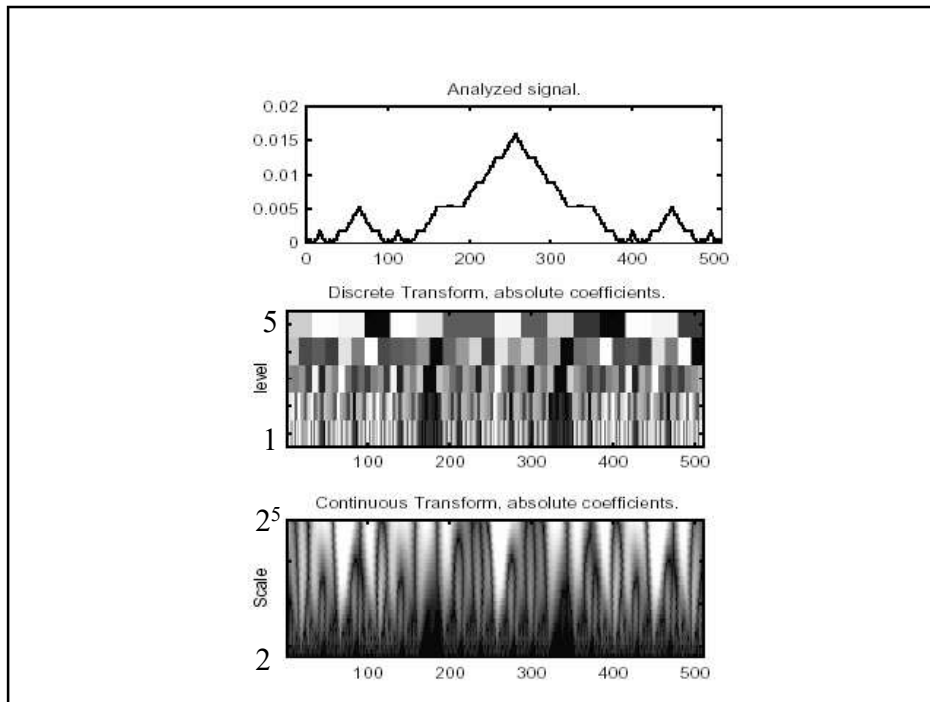 Analyzed signal.
0.02
0.015
0.01
0.005
0
0 100 200 300 400 500
Discrete Transform, absolute coefficients.
5
level
1
100 200 300 400 500
Continuous Transform, absolute coefficients.
2⁵
Scale
2
100 200 300 400 500